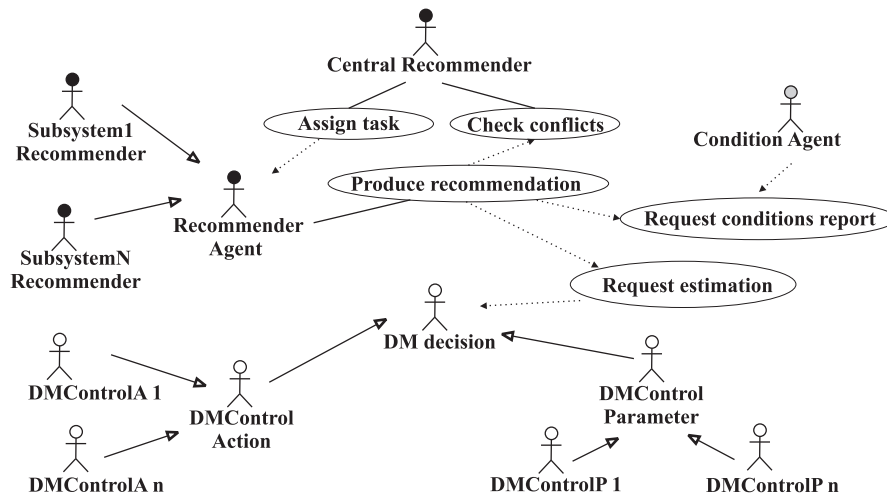 Central Recommender
Subsystem1
Recommender
Assign task
Check conflicts
Condition Agent
Produce recommendation
Recommender
Agent
Request conditions report
SubsystemN
Recommender
Request estimation
DM decision
DMControlA 1
DMControl
Action
DMControl
Parameter
DMControlA n
DMControlP 1
DMControlP n